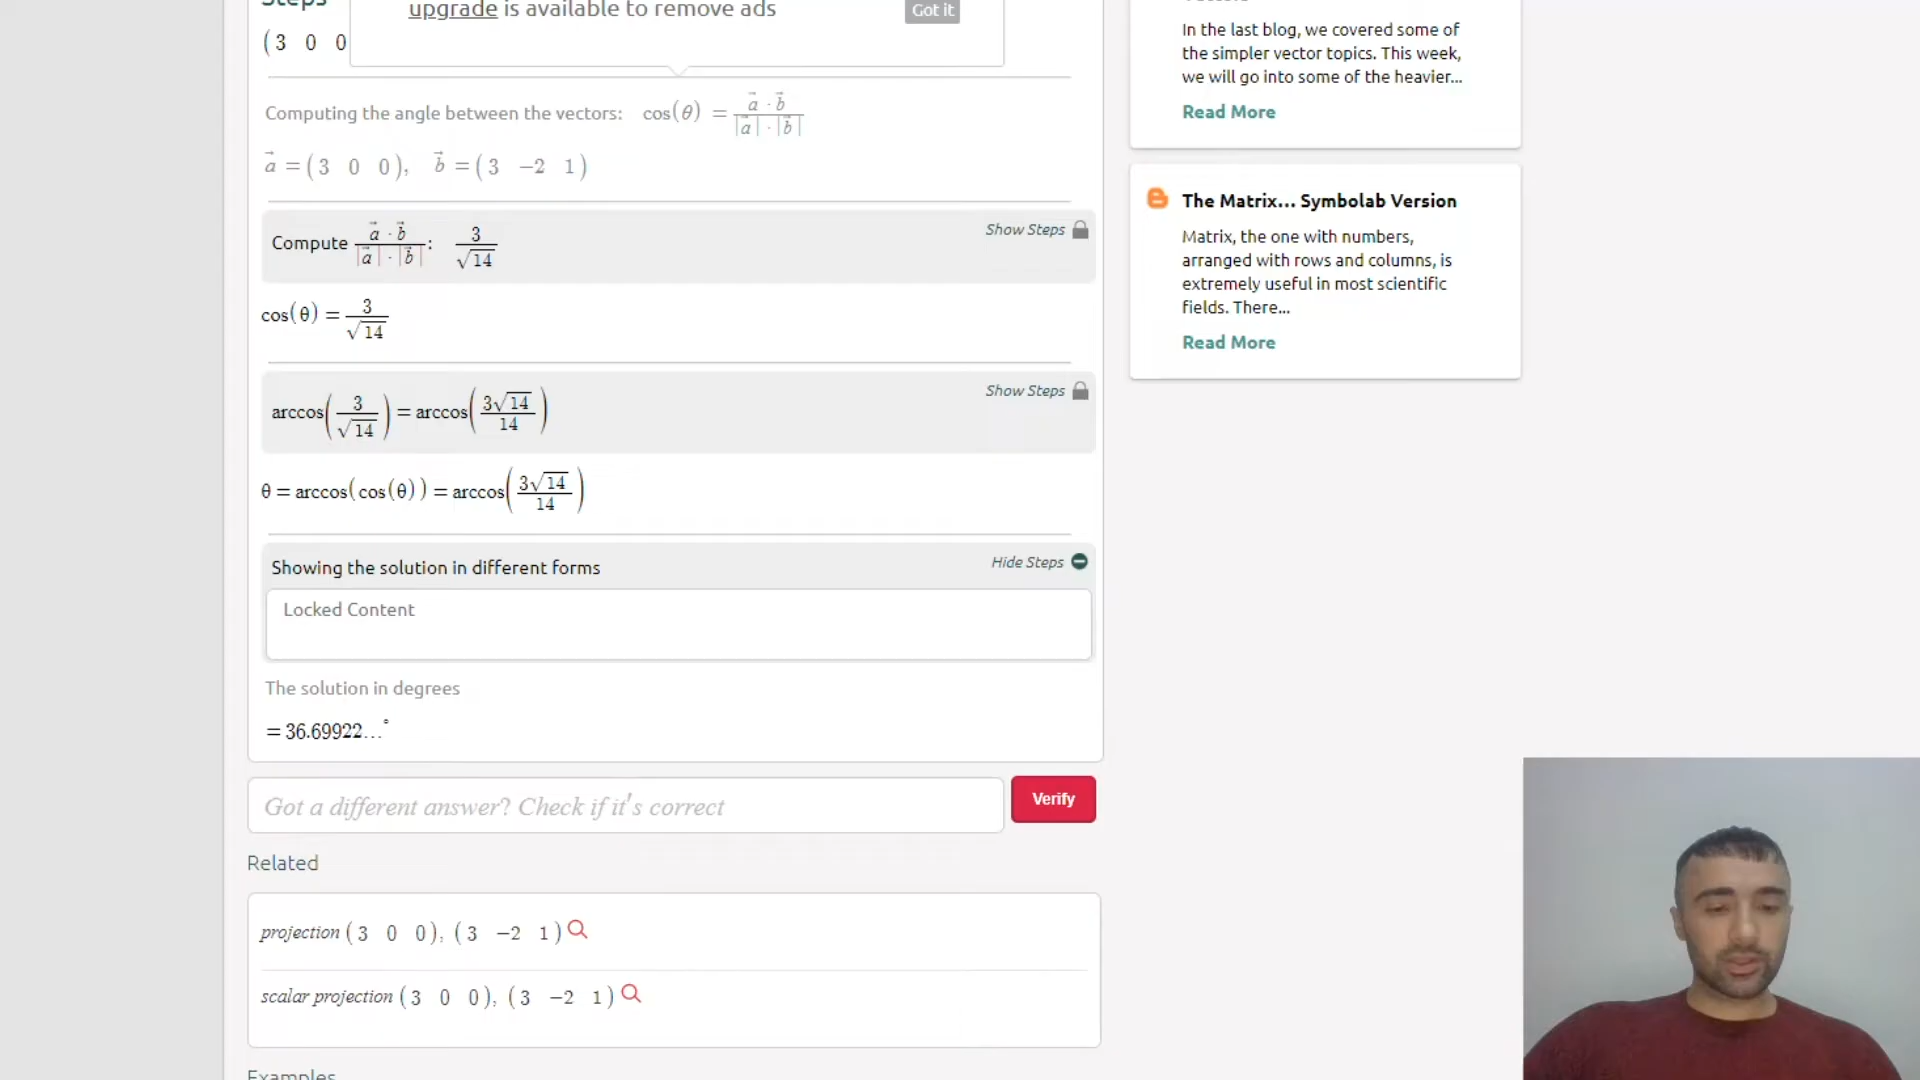 upgrade is available to remove ads
Got it
(3 0 0
Computing the angle between the vectors: cos(θ) = a⃗ · b⃗ / |a⃗| · |b⃗|
a⃗ = (3 0 0), b⃗ = (3 −2 1)
Compute a⃗ · b⃗ / |a⃗| · |b⃗| : 3/√14
Show Steps
cos(θ) = 3/√14
arccos(3/√14) = arccos(3√14/14)
Show Steps
θ = arccos(cos(θ)) = arccos(3√14/14)
Showing the solution in different forms
Hide Steps
Locked Content
The solution in degrees
= 36.69922...°
Got a different answer? Check if it's correct
Verify
Related
projection (3 0 0), (3 −2 1)
scalar projection (3 0 0), (3 −2 1)
In the last blog, we covered some of
the simpler vector topics. This week,
we will go into some of the heavier...
Read More
The Matrix... Symbolab Version
Matrix, the one with numbers,
arranged with rows and columns, is
extremely useful in most scientific
fields. There...
Read More